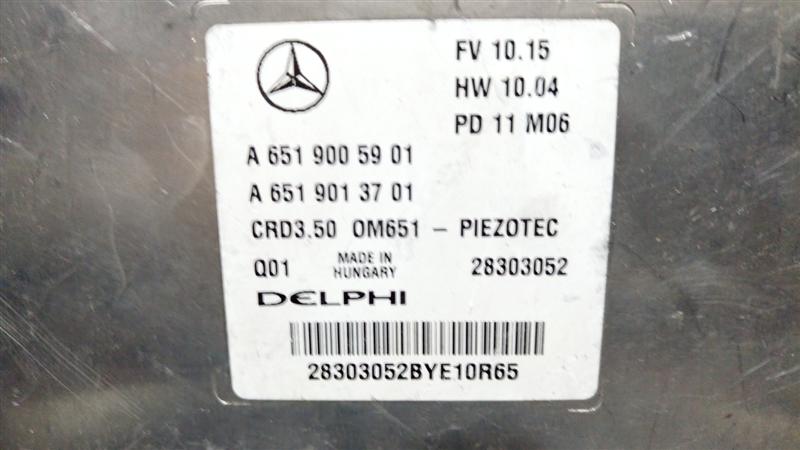 FV 10.15
HW 10.04
PD 11 M06
A 651 900 59 01
A 651 901 37 01
CRD3.50 OM651 – PIEZOTEC
Q01 MADE IN HUNGARY 28303052
DELPHI
28303052BYE10R65